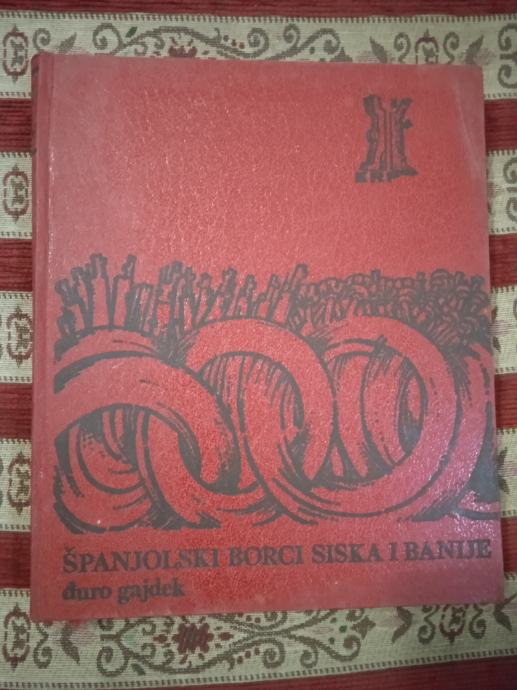 ŠPANJOLSKI BORCI SISKA I BANIJE
đuro gajdek